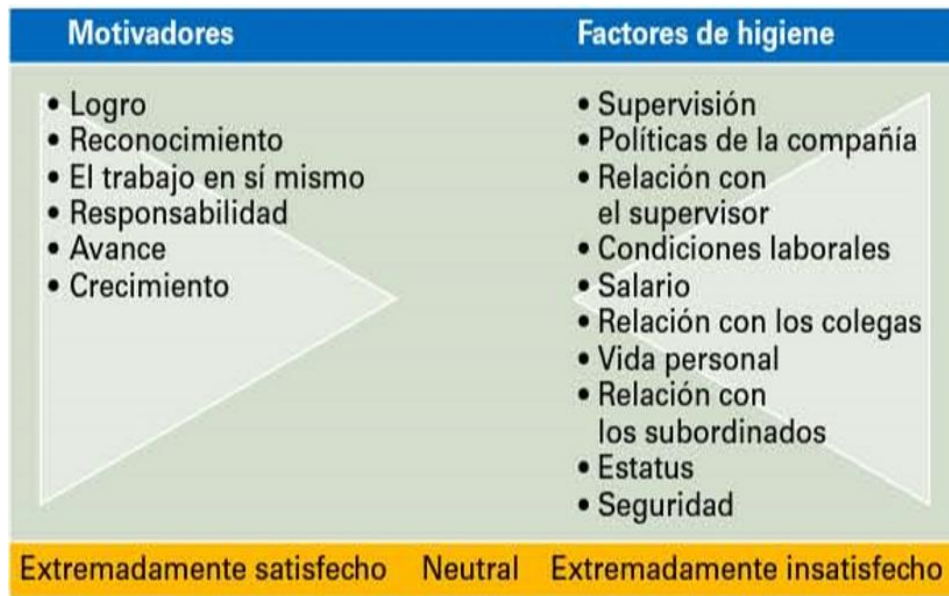 Motivadores
Factores de higiene
• Logro
• Reconocimiento
• El trabajo en sí mismo
• Responsabilidad
• Avance
• Crecimiento
• Supervisión
• Políticas de la compañía
• Relación con
el supervisor
• Condiciones laborales
• Salario
• Relación con los colegas
• Vida personal
• Relación con
los subordinados
• Estatus
• Seguridad
Extremadamente satisfecho Neutral Extremadamente insatisfecho